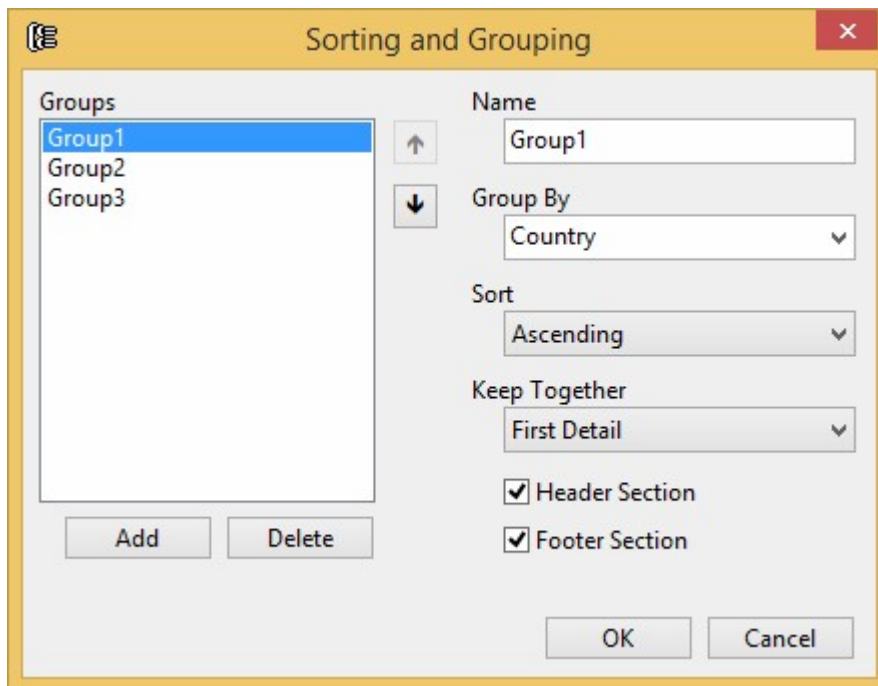 Sorting and Grouping
Groups
Group1
Group2
Group3
Add
Delete
Name
Group1
Group By
Country
Sort
Ascending
Keep Together
First Detail
Header Section
Footer Section
OK
Cancel